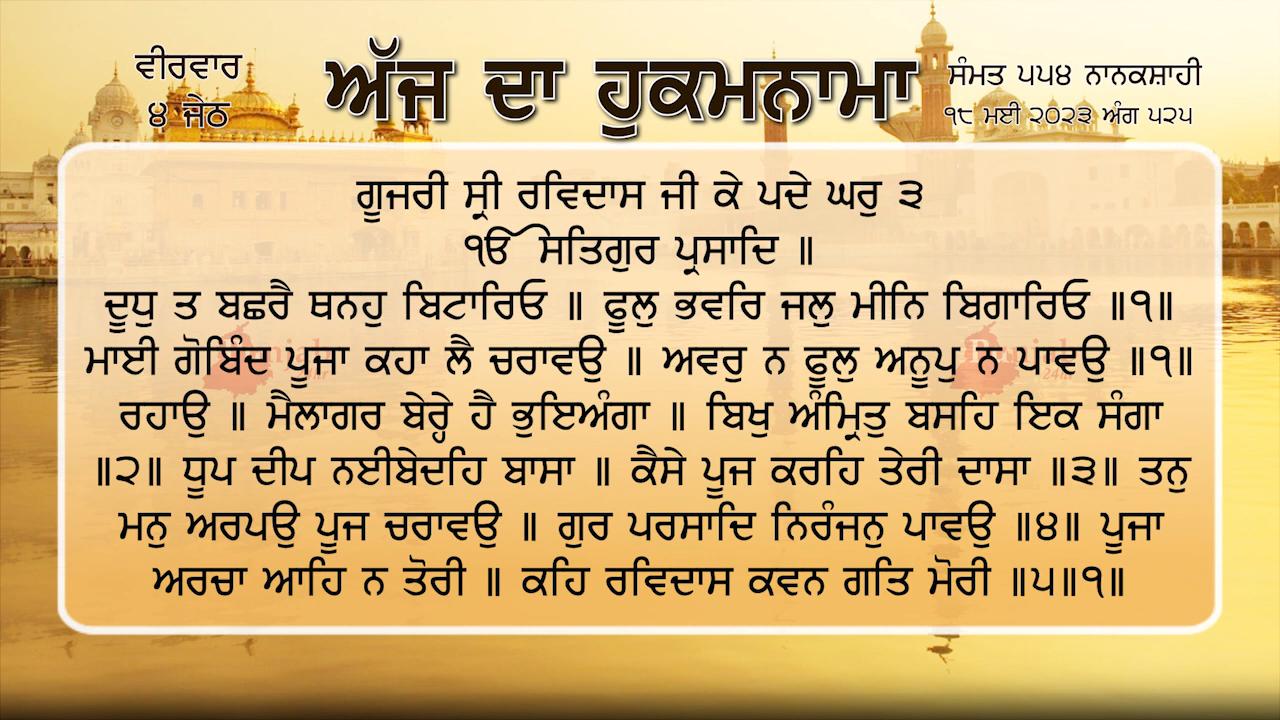 ਵੀਰਵਾਰ
੪ ਜੇਠ
ਅੱਜ ਦਾ ਹੁਕਮਨਾਮਾ
ਸੰਮਤ ੫੫੪ ਨਾਨਕਸ਼ਾਹੀ
੧੮ ਮਈ ੨੦੨੩ ਅੰਗ ੫੨੫
ਗੂਜਰੀ ਸ੍ਰੀ ਰਵਿਦਾਸ ਜੀ ਕੇ ਪਦੇ ਘਰੁ ੩
ੴ ਸਤਿਗੁਰ ਪ੍ਰਸਾਦਿ ॥
ਦੂਧੁ ਤ ਬਛਰੈ ਥਨਹੁ ਬਿਟਾਰਿਓ ॥ ਫੂਲੁ ਭਵਰਿ ਜਲੁ ਮੀਨਿ ਬਿਗਾਰਿਓ ॥੧॥
ਮਾਈ ਗੋਬਿੰਦ ਪੂਜਾ ਕਹਾ ਲੈ ਚਰਾਵਉ ॥ ਅਵਰੁ ਨ ਫੂਲੁ ਅਨੂਪੁ ਨ ਪਾਵਉ ॥੧॥
ਰਹਾਉ ॥ ਮੈਲਾਗਰ ਬੇਰ੍ਹੇ ਹੈ ਭੁਇਅੰਗਾ ॥ ਬਿਖੁ ਅੰਮ੍ਰਿਤੁ ਬਸਹਿ ਇਕ ਸੰਗਾ
॥੨॥ ਧੂਪ ਦੀਪ ਨਈਬੇਦਹਿ ਬਾਸਾ ॥ ਕੈਸੇ ਪੂਜ ਕਰਹਿ ਤੇਰੀ ਦਾਸਾ ॥੩॥ ਤਨੁ
ਮਨੁ ਅਰਪਉ ਪੂਜ ਚਰਾਵਉ ॥ ਗੁਰ ਪਰਸਾਦਿ ਨਿਰੰਜਨੁ ਪਾਵਉ ॥੪॥ ਪੂਜਾ
ਅਰਚਾ ਆਹਿ ਨ ਤੋਰੀ ॥ ਕਹਿ ਰਵਿਦਾਸ ਕਵਨ ਗਤਿ ਮੋਰੀ ॥੫॥੧॥